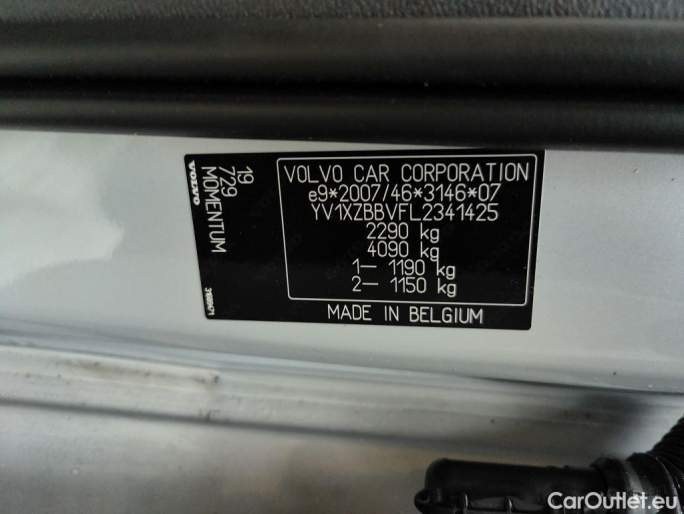 VOLVO CAR CORPORATION
e9*2007/46*3146*07
YV1XZBBVFL2341425
2290 kg
4090 kg
1— 1190 kg
2— 1150 kg
MADE IN BELGIUM
19
729
MOMENTUM
VOLVO
CarOutlet.eu